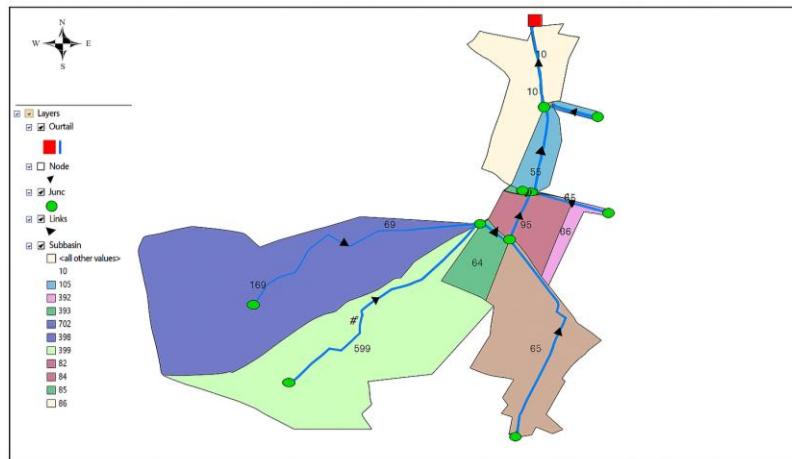 N
W E
S
Layers
Ourtail
Node
Junc
Links
Subbasin
<all other values>
10
105
392
393
702
398
399
82
84
85
86
10
10
55
65
95
06
64
69
169
#'
599
65